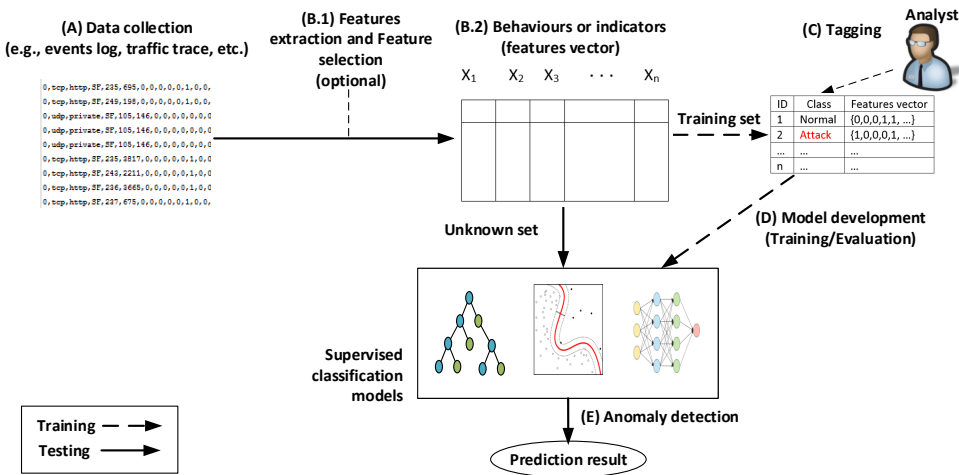 (A) Data collection
(e.g., events log, traffic trace, etc.)
0,tcp,http,SF,235,695,0,0,0,0,0,1,0,0,
0,tcp,http,SF,249,198,0,0,0,0,0,1,0,0,
0,udp,private,SF,105,146,0,0,0,0,0,0,0
0,udp,private,SF,105,146,0,0,0,0,0,0,0
0,udp,private,SF,105,146,0,0,0,0,0,0,0
0,tcp,http,SF,235,3817,0,0,0,0,0,1,0,0
0,tcp,http,SF,243,2211,0,0,0,0,0,1,0,0
0,tcp,http,SF,236,3665,0,0,0,0,0,1,0,0
0,tcp,http,SF,237,675,0,0,0,0,0,1,0,0,
(B.1) Features
extraction and Feature
selection
(optional)
(B.2) Behaviours or indicators
(features vector)
X1 X2 X3 · · · Xn
Training set
Analyst
(C) Tagging
ID Class Features vector
1 Normal {0,0,0,1,1, ...}
2 Attack {1,0,0,0,1, ...}
... ... ...
n ... ...
Unknown set
(D) Model development
(Training/Evaluation)
Supervised
classification
models
(E) Anomaly detection
Prediction result
Training
Testing